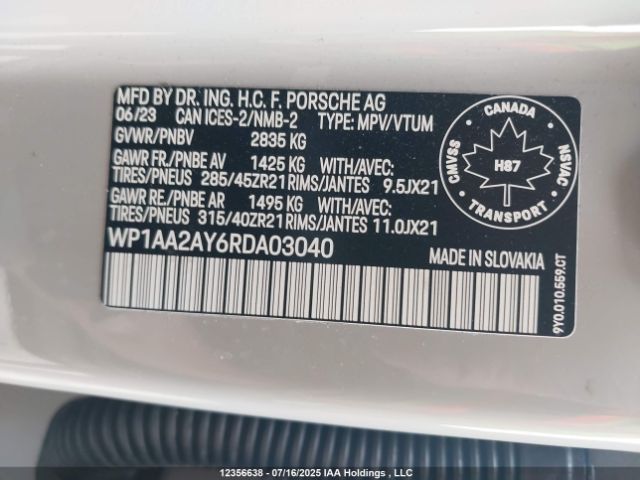 MFD BY DR. ING. H.C. F. PORSCHE AG
06/23 CAN ICES-2/NMB-2 TYPE: MPV/VTUM
GVWR/PNBV 2835 KG
GAWR FR./PNBE AV 1425 KG WITH/AVEC:
TIRES/PNEUS 285/45ZR21 RIMS/JANTES 9.5JX21
GAWR RE./PNBE AR 1495 KG WITH/AVEC:
TIRES/PNEUS 315/40ZR21 RIMS/JANTES 11.0JX21
WP1AA2AY6RDA03040
MADE IN SLOVAKIA
CANADA
CMVSS
H87
NSVAC
TRANSPORT
9Y0.010.559.CT
12356638 - 07/16/2025 IAA Holdings , LLC